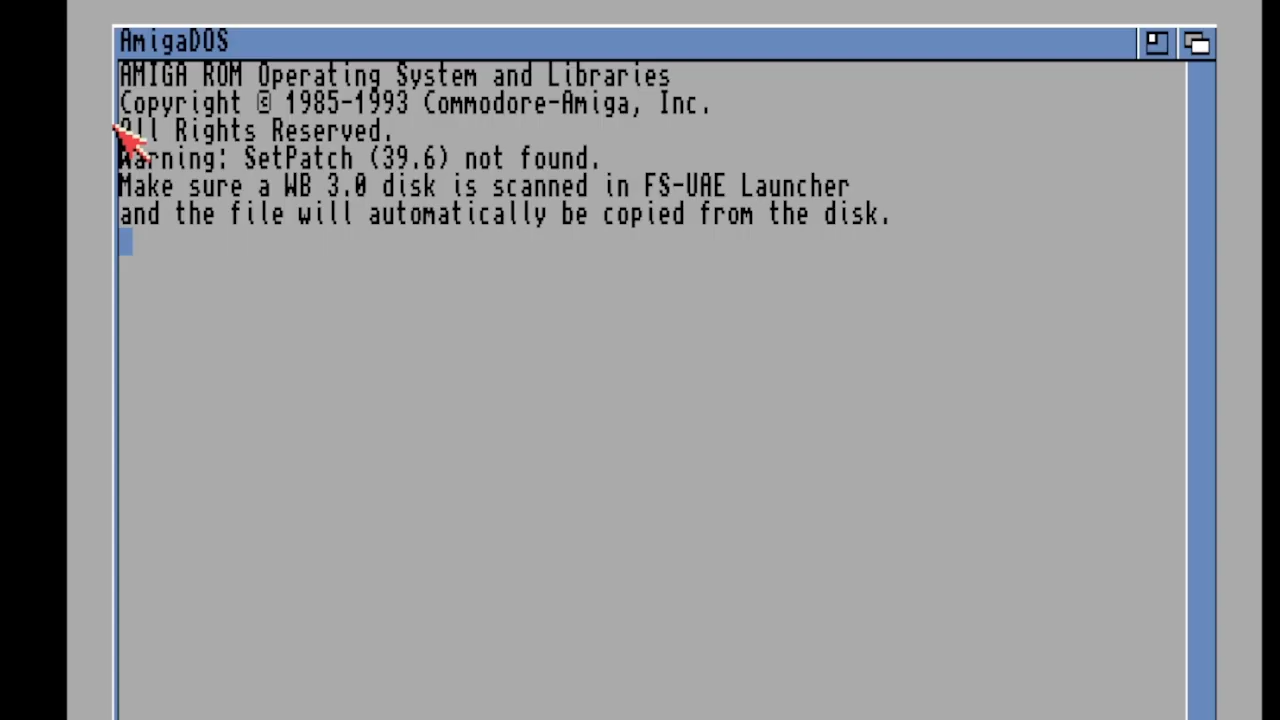 AmigaDOS
AMIGA ROM Operating System and Libraries
Copyright © 1985-1993 Commodore-Amiga, Inc.
All Rights Reserved.
Warning: SetPatch (39.6) not found.
Make sure a WB 3.0 disk is scanned in FS-UAE Launcher
and the file will automatically be copied from the disk.